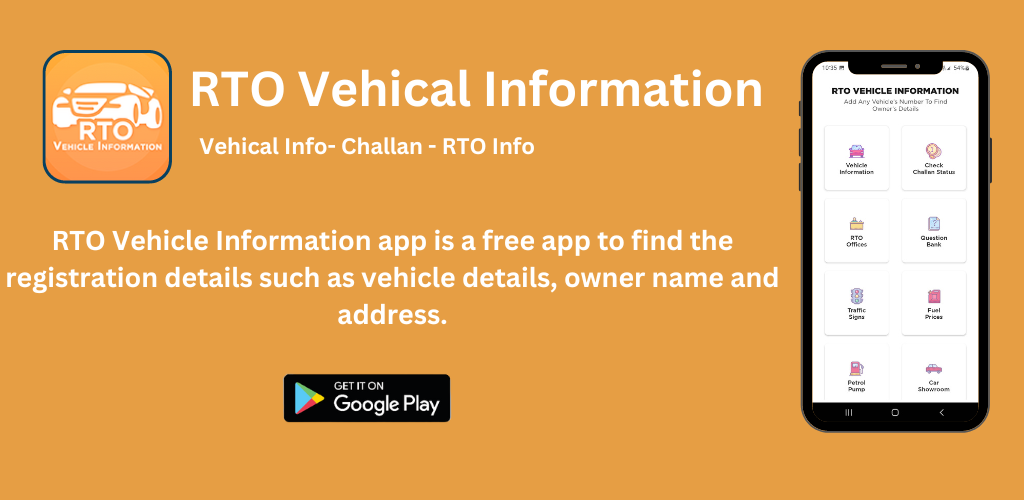 RTO Vehical Information
Vehical Info- Challan - RTO Info
RTO
VEHICLE INFORMATION
RTO Vehicle Information app is a free app to find the
registration details such as vehicle details, owner name and
address.
GET IT ON
Google Play
10:35
54%
RTO VEHICLE INFORMATION
Add Any Vehicle's Number To Find
Owner's Details
Vehicle
Information
Check
Challan Status
RTO
Offices
Question
Bank
Traffic
Signs
Fuel
Prices
Petrol
Pump
Car
Showroom